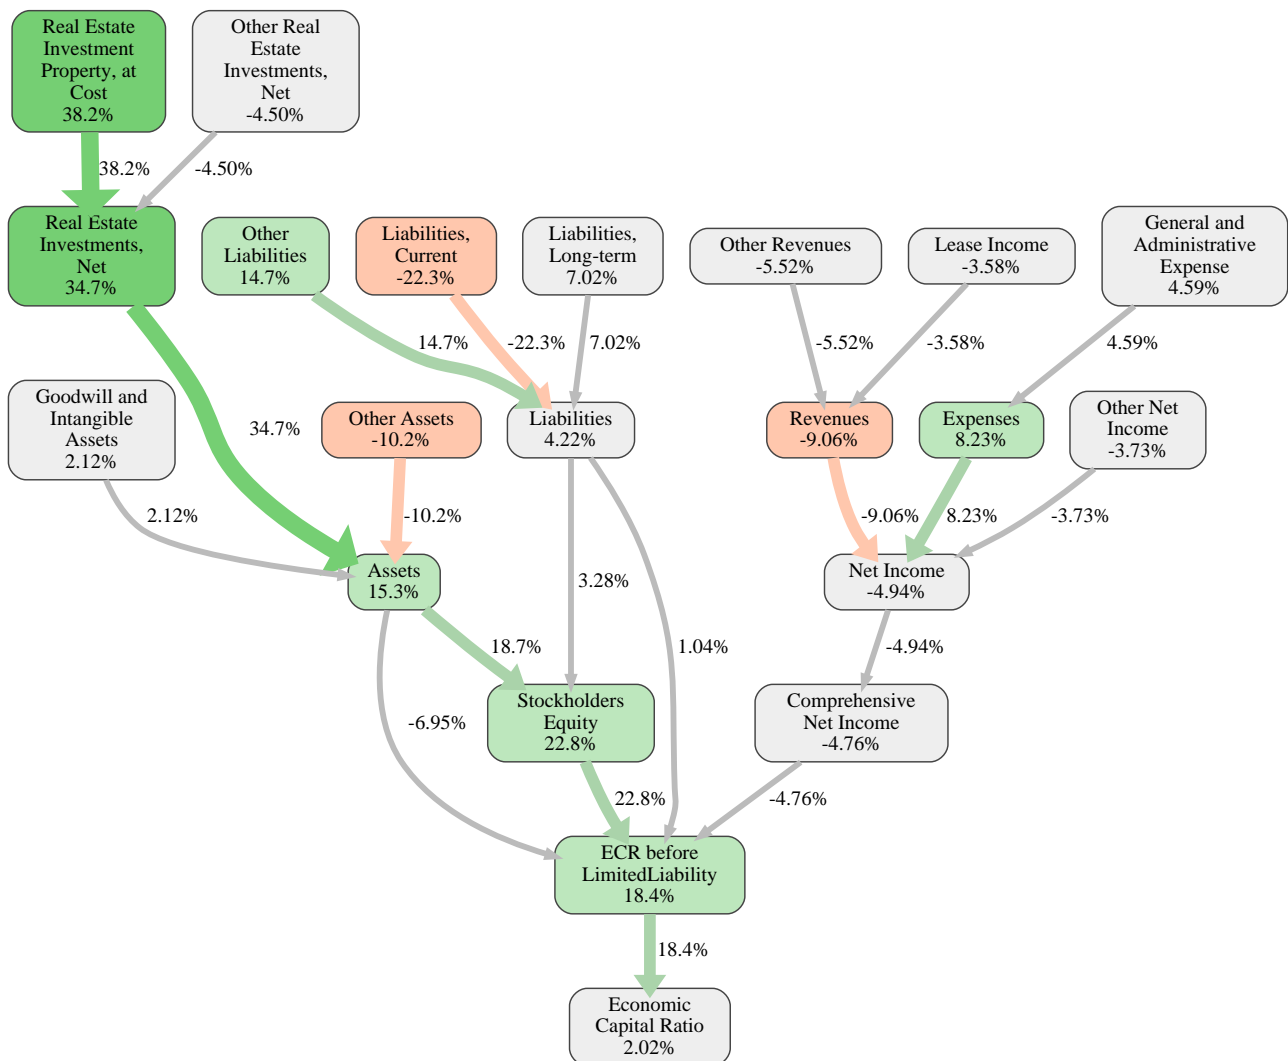 Real Estate
Investment
Property, at
Cost
38.2%
Other Real
Estate
Investments,
Net
-4.50%
38.2%
-4.50%
Real Estate
Investments,
Net
34.7%
Other
Liabilities
14.7%
Liabilities,
Current
-22.3%
Liabilities,
Long-term
7.02%
Other Revenues
-5.52%
Lease Income
-3.58%
General and
Administrative
Expense
4.59%
14.7%
-22.3%
7.02%
-5.52%
-3.58%
4.59%
Goodwill and
Intangible
Assets
2.12%
34.7%
Other Assets
-10.2%
Liabilities
4.22%
Revenues
-9.06%
Expenses
8.23%
Other Net
Income
-3.73%
2.12%
-10.2%
-9.06%
8.23%
-3.73%
Assets
15.3%
3.28%
Net Income
-4.94%
18.7%
1.04%
-4.94%
-6.95%
Stockholders
Equity
22.8%
Comprehensive
Net Income
-4.76%
22.8%
-4.76%
ECR before
LimitedLiability
18.4%
18.4%
Economic
Capital Ratio
2.02%